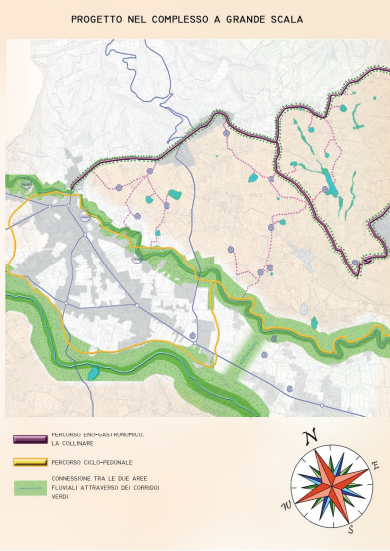 PROGETTO NEL COMPLESSO A GRANDE SCALA
PERCORSO ENO-GASTRONOMICO,
LA COLLINARE
PERCORSO CICLO-PEDONALE
CONNESSIONE TRA LE DUE AREE
FLUVIALI ATTRAVERSO DEI CORRIDOI
VERDI
N
E
W
S